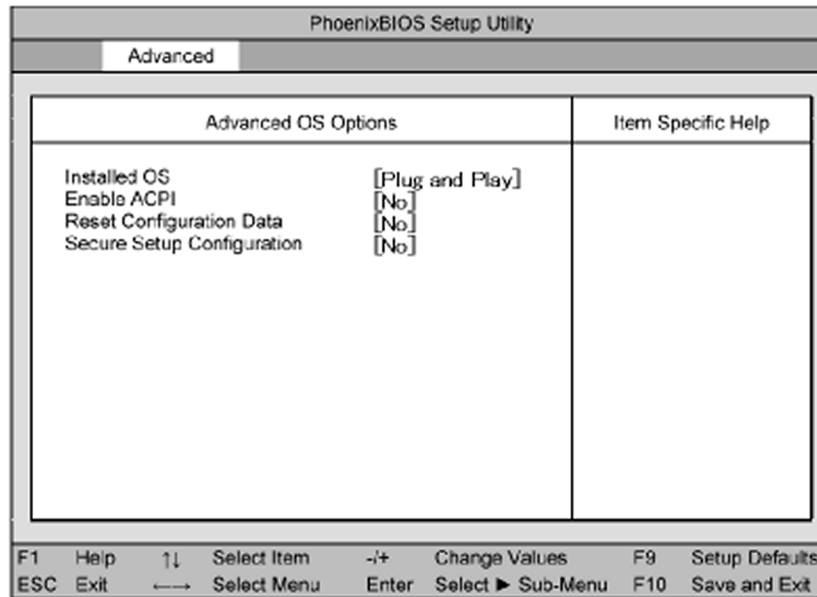 PhoenixBIOS Setup Utility
Advanced
Advanced OS Options
Item Specific Help
Installed OS [Plug and Play]
Enable ACPI [No]
Reset Configuration Data [No]
Secure Setup Configuration [No]
F1 Help ↑↓ Select Item -/+ Change Values F9 Setup Defaults
ESC Exit ←→ Select Menu Enter Select ► Sub-Menu F10 Save and Exit